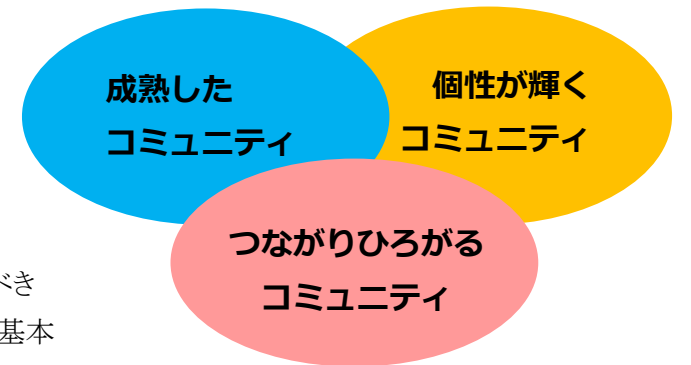 成熟した
コミュニティ
個性が輝く
コミュニティ
つながりひろがる
コミュニティ
べき
基本